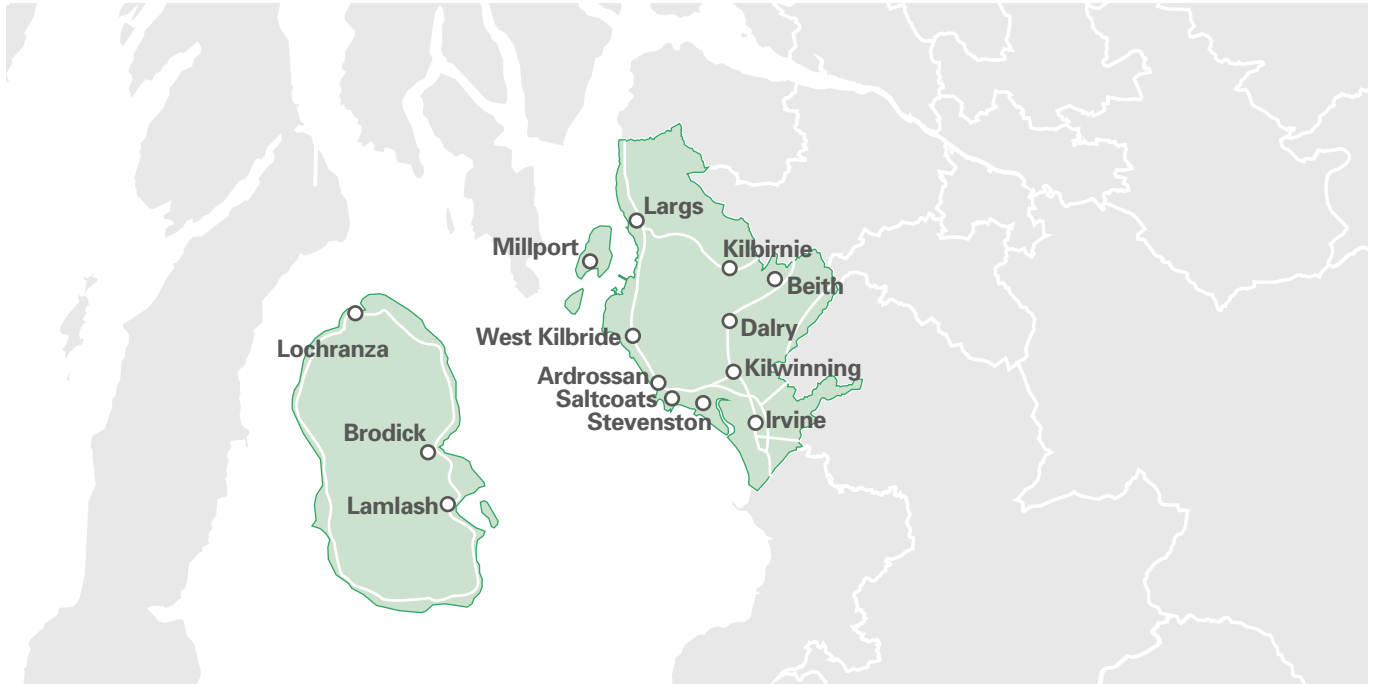 Largs
Millport
Kilbirnie
Beith
West Kilbride
Dalry
Lochranza
Ardrossan
Kilwinning
Saltcoats
Stevenston
Irvine
Brodick
Lamlash